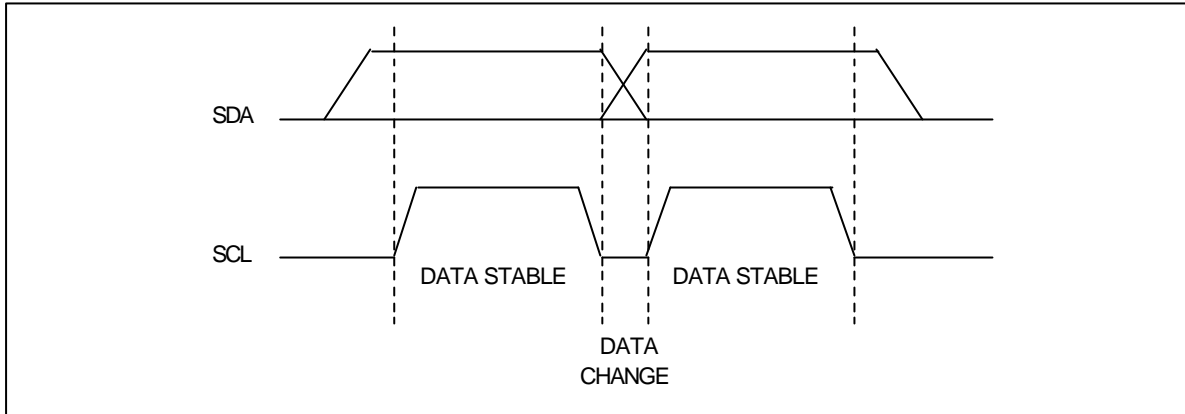 SDA
SCL
DATA STABLE
DATA STABLE
DATA
CHANGE